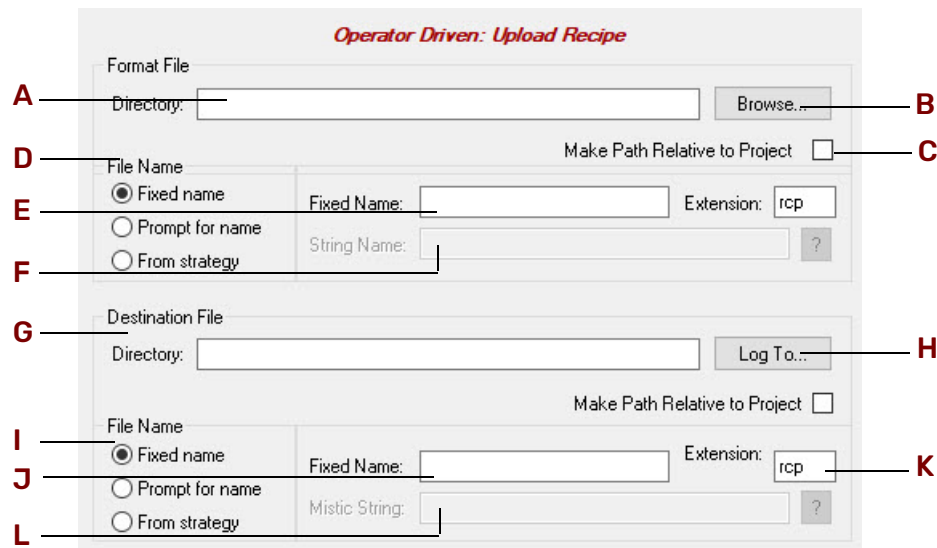 Operator Driven: Upload Recipe
Format File
A
Directory:
Browse...
B
Make Path Relative to Project
C
D
File Name
Fixed name
E
Fixed Name:
Extension: rcp
Prompt for name
String Name:
?
From strategy
F
Destination File
G
Directory:
Log To...
H
Make Path Relative to Project
File Name
I
Fixed name
Extension:
J
Fixed Name:
rcp
K
Prompt for name
Mistic String:
?
From strategy
L